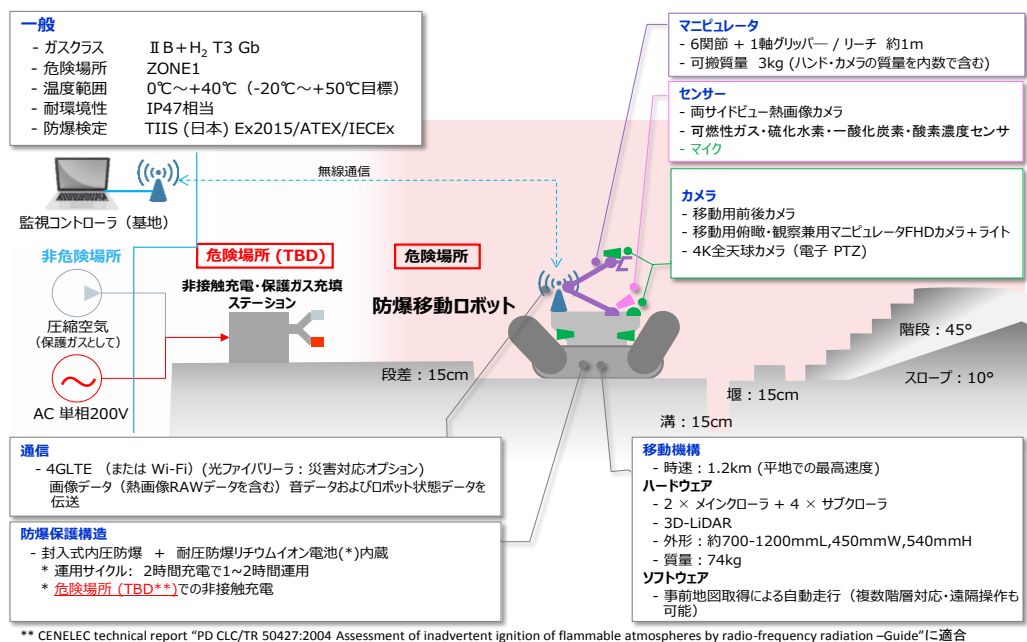 一般
- ガスクラス ⅡB+H2 T3 Gb
- 危険場所 ZONE1
- 温度範囲 0℃～+40℃（-20℃～+50℃目標）
- 耐環境性 IP47相当
- 防爆検定 TIIS (日本) Ex2015/ATEX/IECEx
マニピュレータ
- 6関節 + 1軸グリッパ― / リーチ 約1m
- 可搬質量 3kg (ハンド・カメラの質量を内数で含む)
センサー
- 両サイドビュー熱画像カメラ
- 可燃性ガス・硫化水素・一酸化炭素・酸素濃度センサ
- マイク
カメラ
- 移動用前後カメラ
- 移動用俯瞰・観察兼用マニピュレータFHDカメラ＋ライト
- 4K全天球カメラ（電子 PTZ）
無線通信
監視コントローラ（基地）
非危険場所
危険場所 (TBD)
危険場所
非接触充電・保護ガス充填
ステーション
防爆移動ロボット
圧縮空気
（保護ガスとして）
AC 単相200V
段差：15cm
溝：15cm
堰：15cm
階段：45°
スロープ：10°
通信
- 4GLTE （または Wi-Fi）（光ファイバリーラ：災害対応オプション）
画像データ（熱画像RAWデータを含む）音データおよびロボット状態データを
伝送
防爆保護構造
- 封入式内圧防爆 + 耐圧防爆リチウムイオン電池(*)内蔵
* 運用サイクル: 2時間充電で1~2時間運用
* 危険場所 (TBD**)での非接触充電
移動機構
- 時速：1.2km (平地での最高速度)
ハードウェア
- 2 × メインクローラ + 4 × サブクローラ
- 3D-LiDAR
- 外形：約700-1200mmL,450mmW,540mmH
- 質量：74kg
ソフトウェア
- 事前地図取得による自動走行（複数階層対応・遠隔操作も
可能）
** CENELEC technical report “PD CLC/TR 50427:2004 Assessment of inadvertent ignition of flammable atmospheres by radio-frequency radiation –Guide”に適合